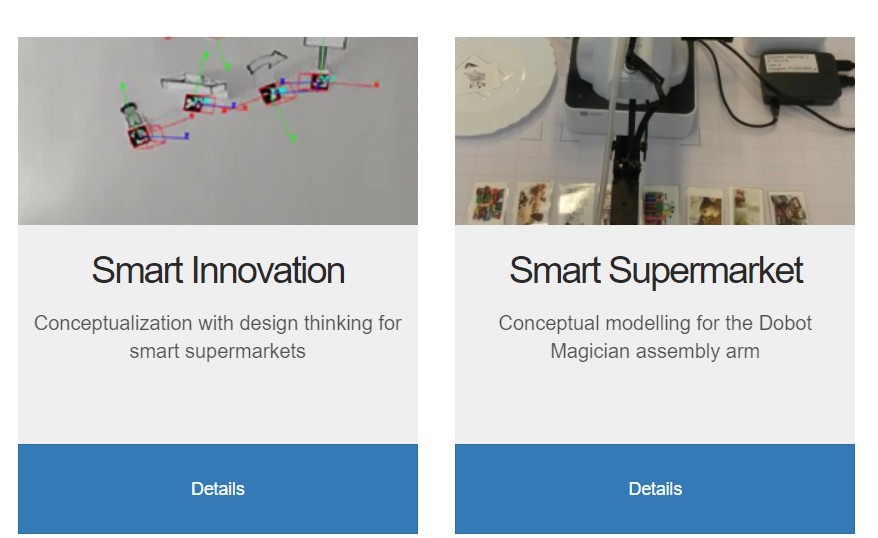 Smart Innovation
Conceptualization with design thinking for
smart supermarkets
Details
Smart Supermarket
Conceptual modelling for the Dobot
Magician assembly arm
Details